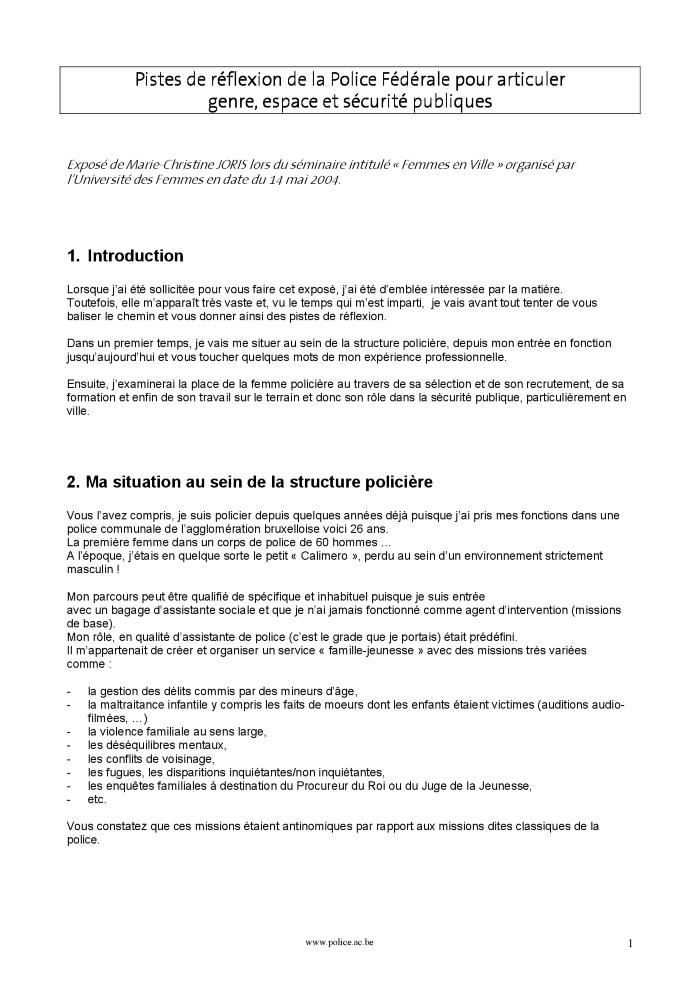 Pistes de réflexion de la Police Fédérale pour articuler
genre, espace et sécurité publiques
Exposé de Marie-Christine JORIS lors du séminaire intitulé « Femmes en Ville » organisé par
l'Université des Femmes en date du 14 mai 2004.
1. Introduction
Lorsque j'ai été sollicitée pour vous faire cet exposé, j'ai été d'emblée intéressée par la matière.
Toutefois, elle m'apparaît très vaste et, vu le temps qui m'est imparti, je vais avant tout tenter de vous
baliser le chemin et vous donner ainsi des pistes de réflexion.
Dans un premier temps, je vais me situer au sein de la structure policière, depuis mon entrée en fonction
jusqu'aujourd'hui et vous toucher quelques mots de mon expérience professionnelle.
Ensuite, j'examinerai la place de la femme policière au travers de sa sélection et de son recrutement, de sa
formation et enfin de son travail sur le terrain et donc son rôle dans la sécurité publique, particulièrement en
ville.
2. Ma situation au sein de la structure policière
Vous l'avez compris, je suis policier depuis quelques années déjà puisque j'ai pris mes fonctions dans une
police communale de l'agglomération bruxelloise voici 26 ans.
La première femme dans un corps de police de 60 hommes ...
A l'époque, j'étais en quelque sorte le petit « Calimero », perdu au sein d'un environnement strictement
masculin !
Mon parcours peut être qualifié de spécifique et inhabituel puisque je suis entrée
avec un bagage d'assistante sociale et que je n'ai jamais fonctionné comme agent d'intervention (missions
de base).
Mon rôle, en qualité d'assistante de police (c'est le grade que je portais) était prédéfini.
Il m'appartenait de créer et organiser un service « famille-jeunesse » avec des missions très variées
comme :
- la gestion des délits commis par des mineurs d'âge,
- la maltraitance infantile y compris les faits de moeurs dont les enfants étaient victimes (auditions audio-
filmées, ...)
- la violence familiale au sens large,
- les déséquilibres mentaux,
- les conflits de voisinage,
- les fugues, les disparitions inquiétantes/non inquiétantes,
- les enquêtes familiales à destination du Procureur du Roi ou du Juge de la Jeunesse,
- etc.
Vous constatez que ces missions étaient antinomiques par rapport aux missions dites classiques de la
police.
www.police.ac.be
1